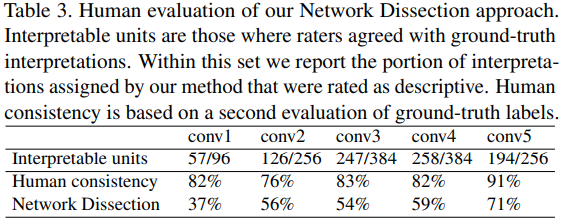 Table 3. Human evaluation of our Network Dissection approach.
Interpretable units are those where raters agreed with ground-truth
interpretations. Within this set we report the portion of interpreta-
tions assigned by our method that were rated as descriptive. Human
consistency is based on a second evaluation of ground-truth labels.
conv1 conv2 conv3 conv4 conv5
Interpretable units 57/96 126/256 247/384 258/384 194/256
Human consistency 82% 76% 83% 82% 91%
Network Dissection 37% 56% 54% 59% 71%